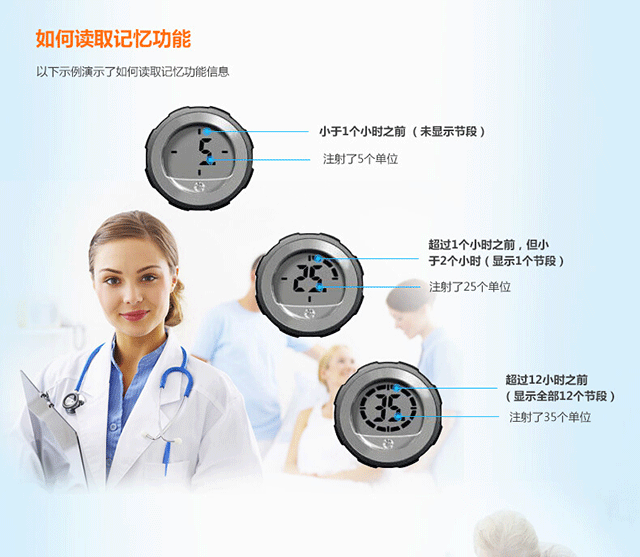 如何读取记忆功能
以下示例演示了如何读取记忆功能信息
小于1个小时之前（未显示节段）
5.
注射了5个单位
超过1个小时之前，但小
于2个小时（显示1个节段）
25.
注射了25个单位
超过12小时之前
（显示全部12个节段）
35.
注射了35个单位